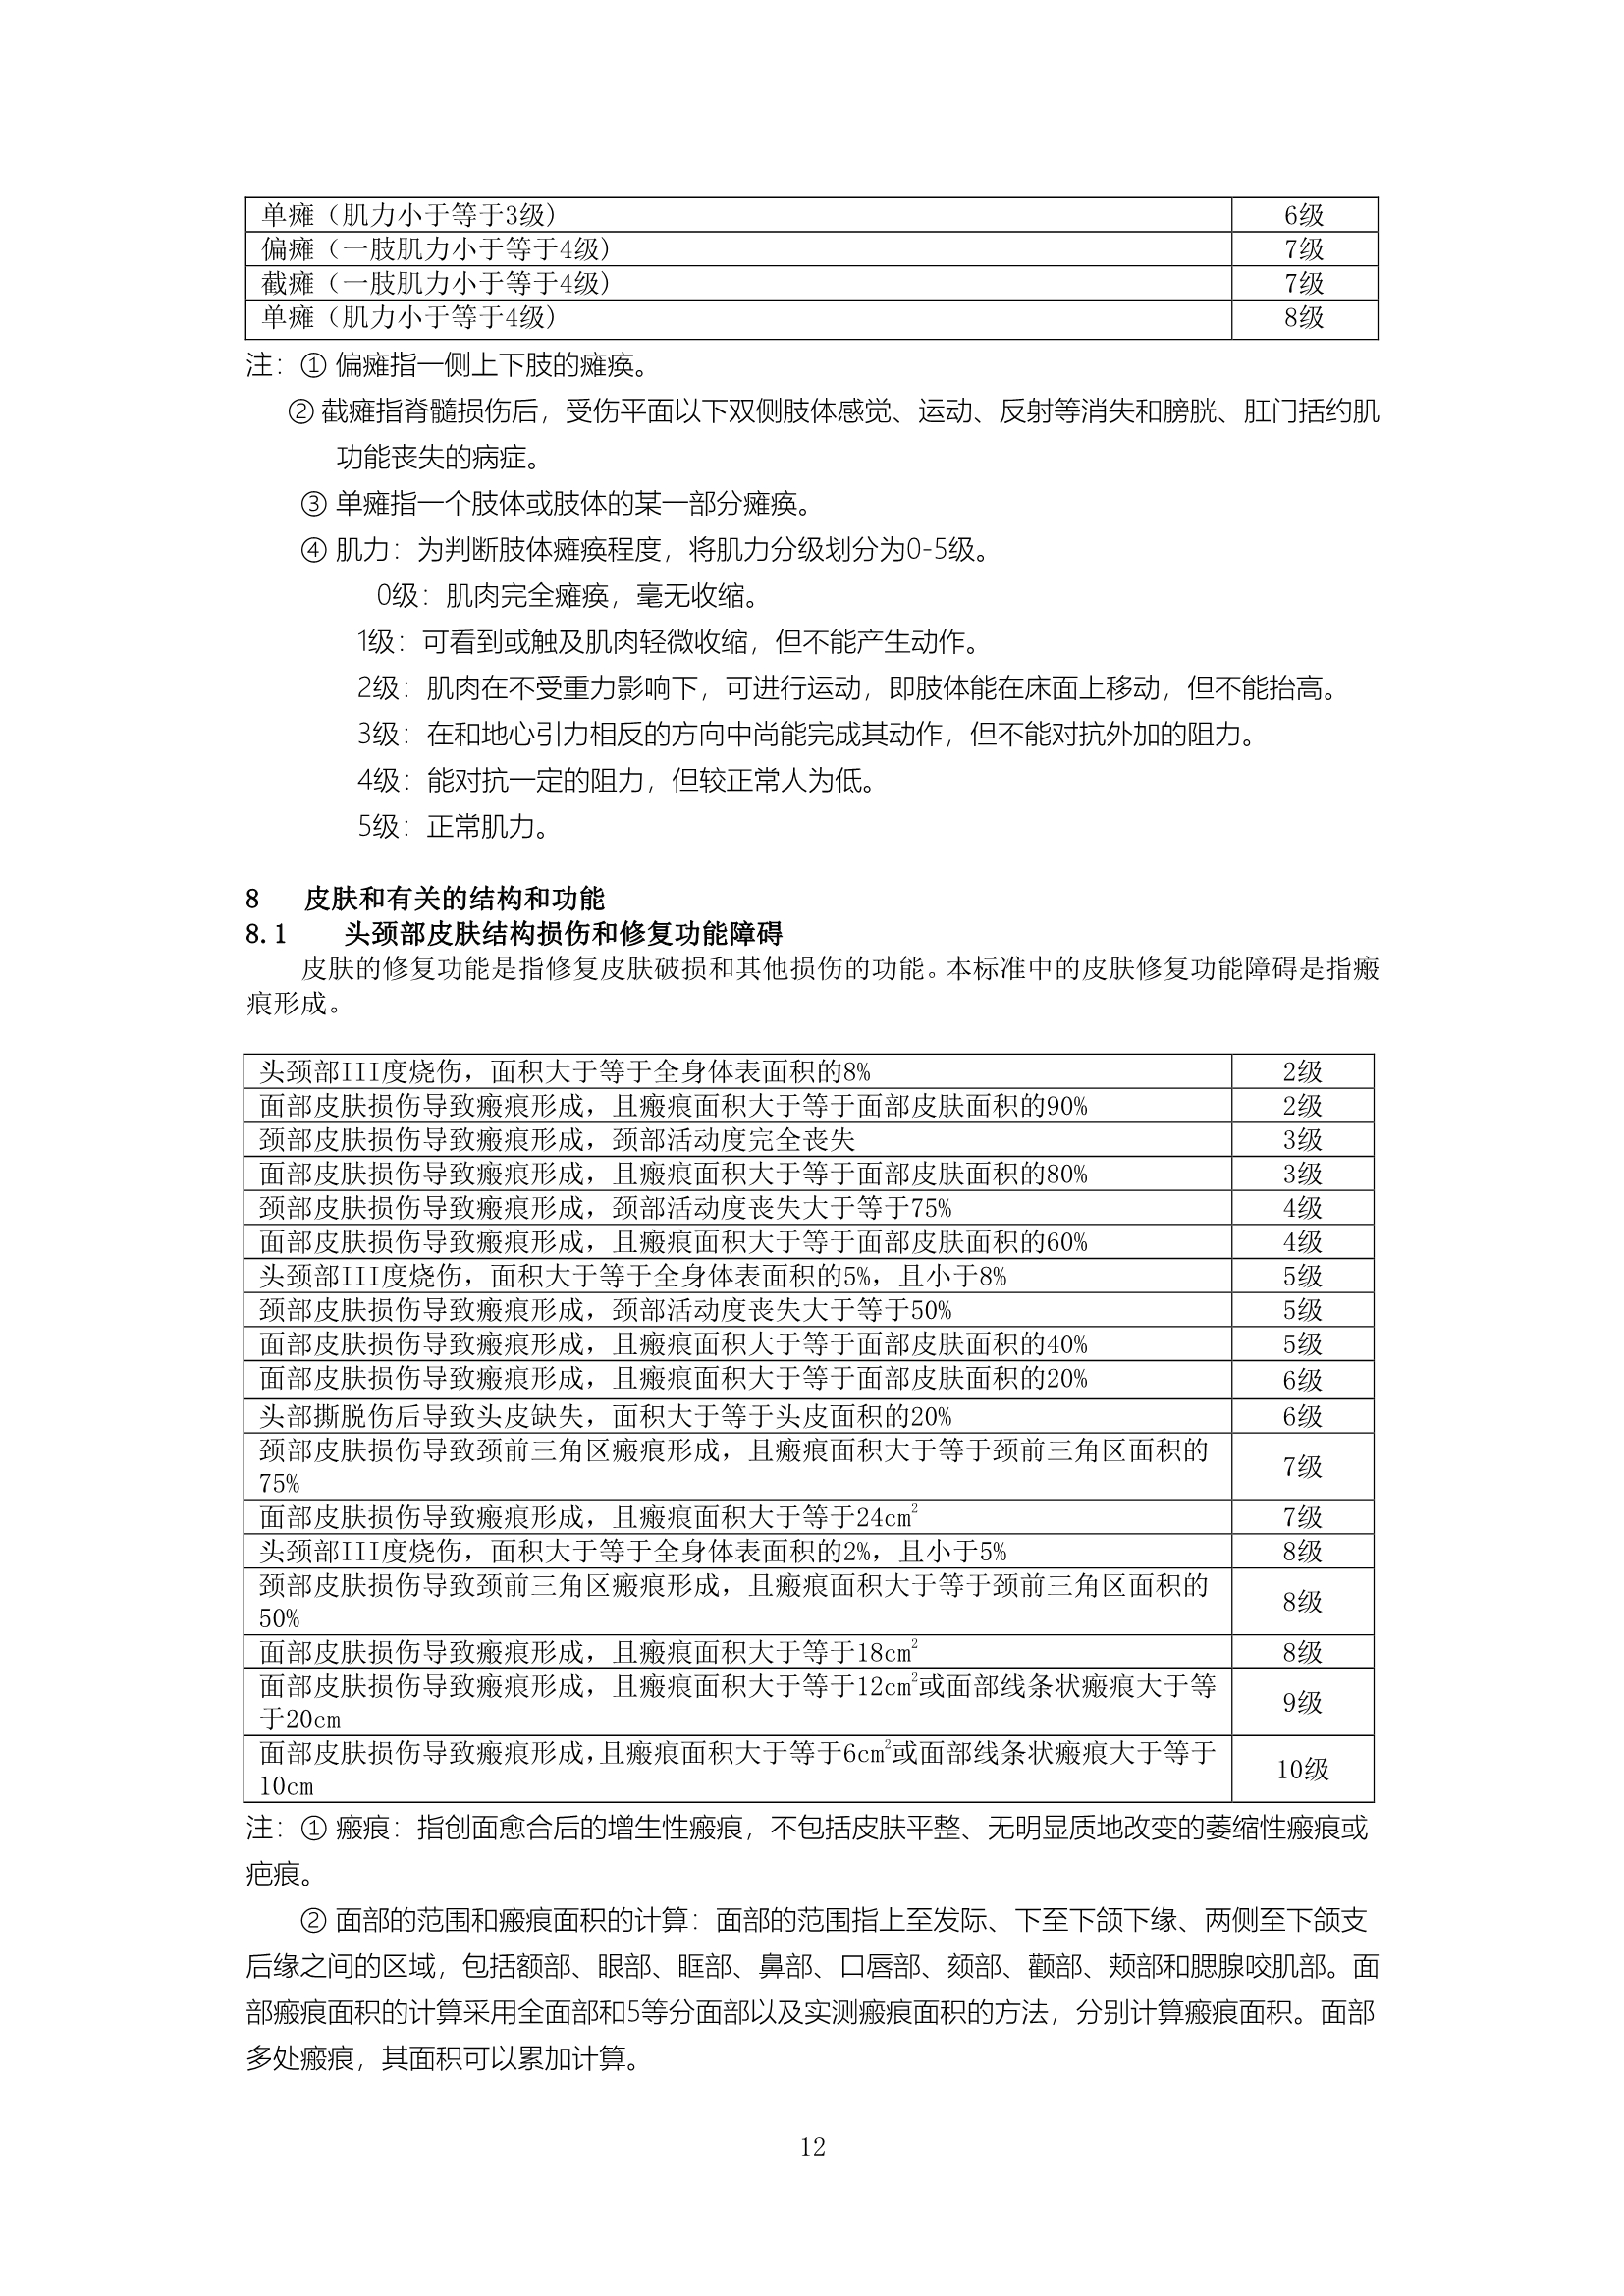 单瘫（肌力小于等于3级） 6级
偏瘫（一肢肌力小于等于4级） 7级
截瘫（一肢肌力小于等于4级） 7级
单瘫（肌力小于等于4级） 8级
注：① 偏瘫指一侧上下肢的瘫痪。
② 截瘫指脊髓损伤后，受伤平面以下双侧肢体感觉、运动、反射等消失和膀胱、肛门括约肌
功能丧失的病症。
③ 单瘫指一个肢体或肢体的某一部分瘫痪。
④ 肌力：为判断肢体瘫痪程度，将肌力分级划分为0-5级。
0级：肌肉完全瘫痪，毫无收缩。
1级：可看到或触及肌肉轻微收缩，但不能产生动作。
2级：肌肉在不受重力影响下，可进行运动，即肢体能在床面上移动，但不能抬高。
3级：在和地心引力相反的方向中尚能完成其动作，但不能对抗外加的阻力。
4级：能对抗一定的阻力，但较正常人为低。
5级：正常肌力。
8 皮肤和有关的结构和功能
8.1 头颈部皮肤结构损伤和修复功能障碍
皮肤的修复功能是指修复皮肤破损和其他损伤的功能。本标准中的皮肤修复功能障碍是指瘢
痕形成。
头颈部III度烧伤，面积大于等于全身体表面积的8% 2级
面部皮肤损伤导致瘢痕形成，且瘢痕面积大于等于面部皮肤面积的90% 2级
颈部皮肤损伤导致瘢痕形成，颈部活动度完全丧失 3级
面部皮肤损伤导致瘢痕形成，且瘢痕面积大于等于面部皮肤面积的80% 3级
颈部皮肤损伤导致瘢痕形成，颈部活动度丧失大于等于75% 4级
面部皮肤损伤导致瘢痕形成，且瘢痕面积大于等于面部皮肤面积的60% 4级
头颈部III度烧伤，面积大于等于全身体表面积的5%，且小于8% 5级
颈部皮肤损伤导致瘢痕形成，颈部活动度丧失大于等于50% 5级
面部皮肤损伤导致瘢痕形成，且瘢痕面积大于等于面部皮肤面积的40% 5级
面部皮肤损伤导致瘢痕形成，且瘢痕面积大于等于面部皮肤面积的20% 6级
头部撕脱伤后导致头皮缺失，面积大于等于头皮面积的20% 6级
颈部皮肤损伤导致颈前三角区瘢痕形成，且瘢痕面积大于等于颈前三角区面积的
75% 7级
面部皮肤损伤导致瘢痕形成，且瘢痕面积大于等于24cm² 7级
头颈部III度烧伤，面积大于等于全身体表面积的2%，且小于5% 8级
颈部皮肤损伤导致颈前三角区瘢痕形成，且瘢痕面积大于等于颈前三角区面积的
50% 8级
面部皮肤损伤导致瘢痕形成，且瘢痕面积大于等于18cm² 8级
面部皮肤损伤导致瘢痕形成，且瘢痕面积大于等于12cm²或面部线条状瘢痕大于等
于20cm 9级
面部皮肤损伤导致瘢痕形成，且瘢痕面积大于等于6cm²或面部线条状瘢痕大于等于
10cm 10级
注：① 瘢痕：指创面愈合后的增生性瘢痕，不包括皮肤平整、无明显质地改变的萎缩性瘢痕或
疤痕。
② 面部的范围和瘢痕面积的计算：面部的范围指上至发际、下至下颌下缘、两侧至下颌支
后缘之间的区域，包括额部、眼部、眶部、鼻部、口唇部、颏部、颧部、颊部和腮腺咬肌部。面
部瘢痕面积的计算采用全面部和5等分面部以及实测瘢痕面积的方法，分别计算瘢痕面积。面部
多处瘢痕，其面积可以累加计算。
12